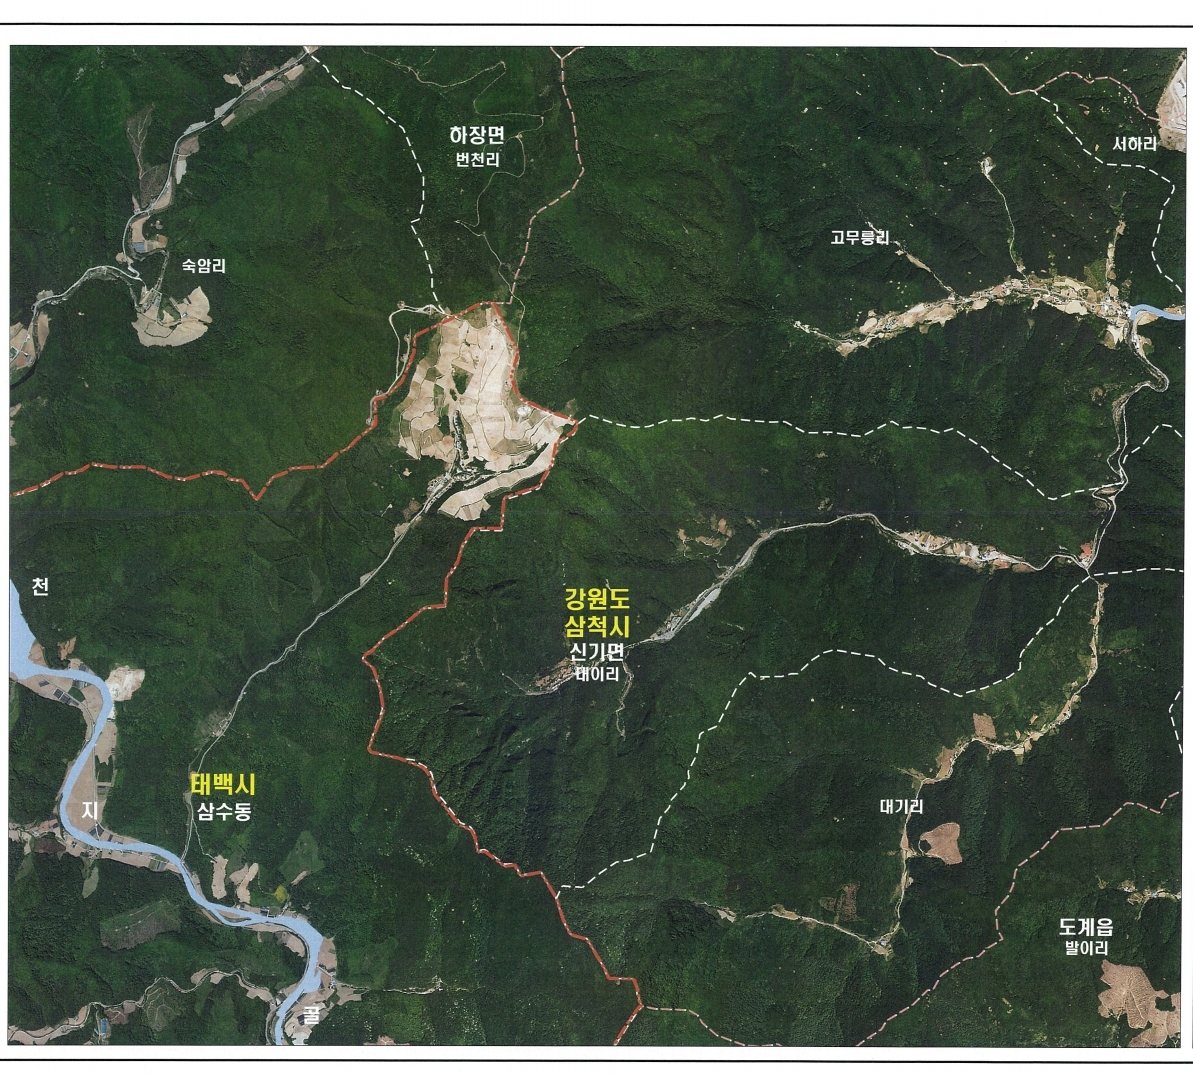 하장면
번천리
서하리
고무릉리
숙암리
천
강원도
삼척시
신기면
대이리
태백시
삼수동
지
대기리
도계읍
발이리
골